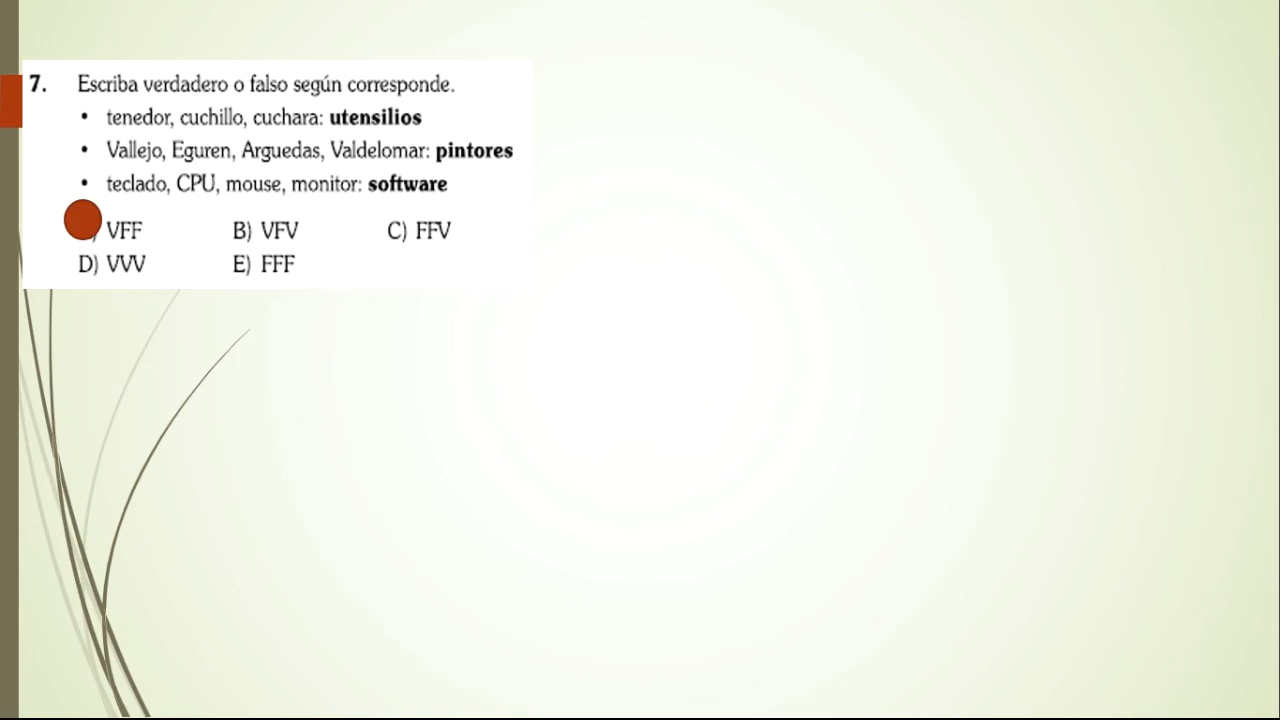 7. Escriba verdadero o falso según corresponde.
• tenedor, cuchillo, cuchara: utensilios
• Vallejo, Eguren, Arguedas, Valdelomar: pintores
• teclado, CPU, mouse, monitor: software
) VFF B) VFV C) FFV
D) VVV E) FFF